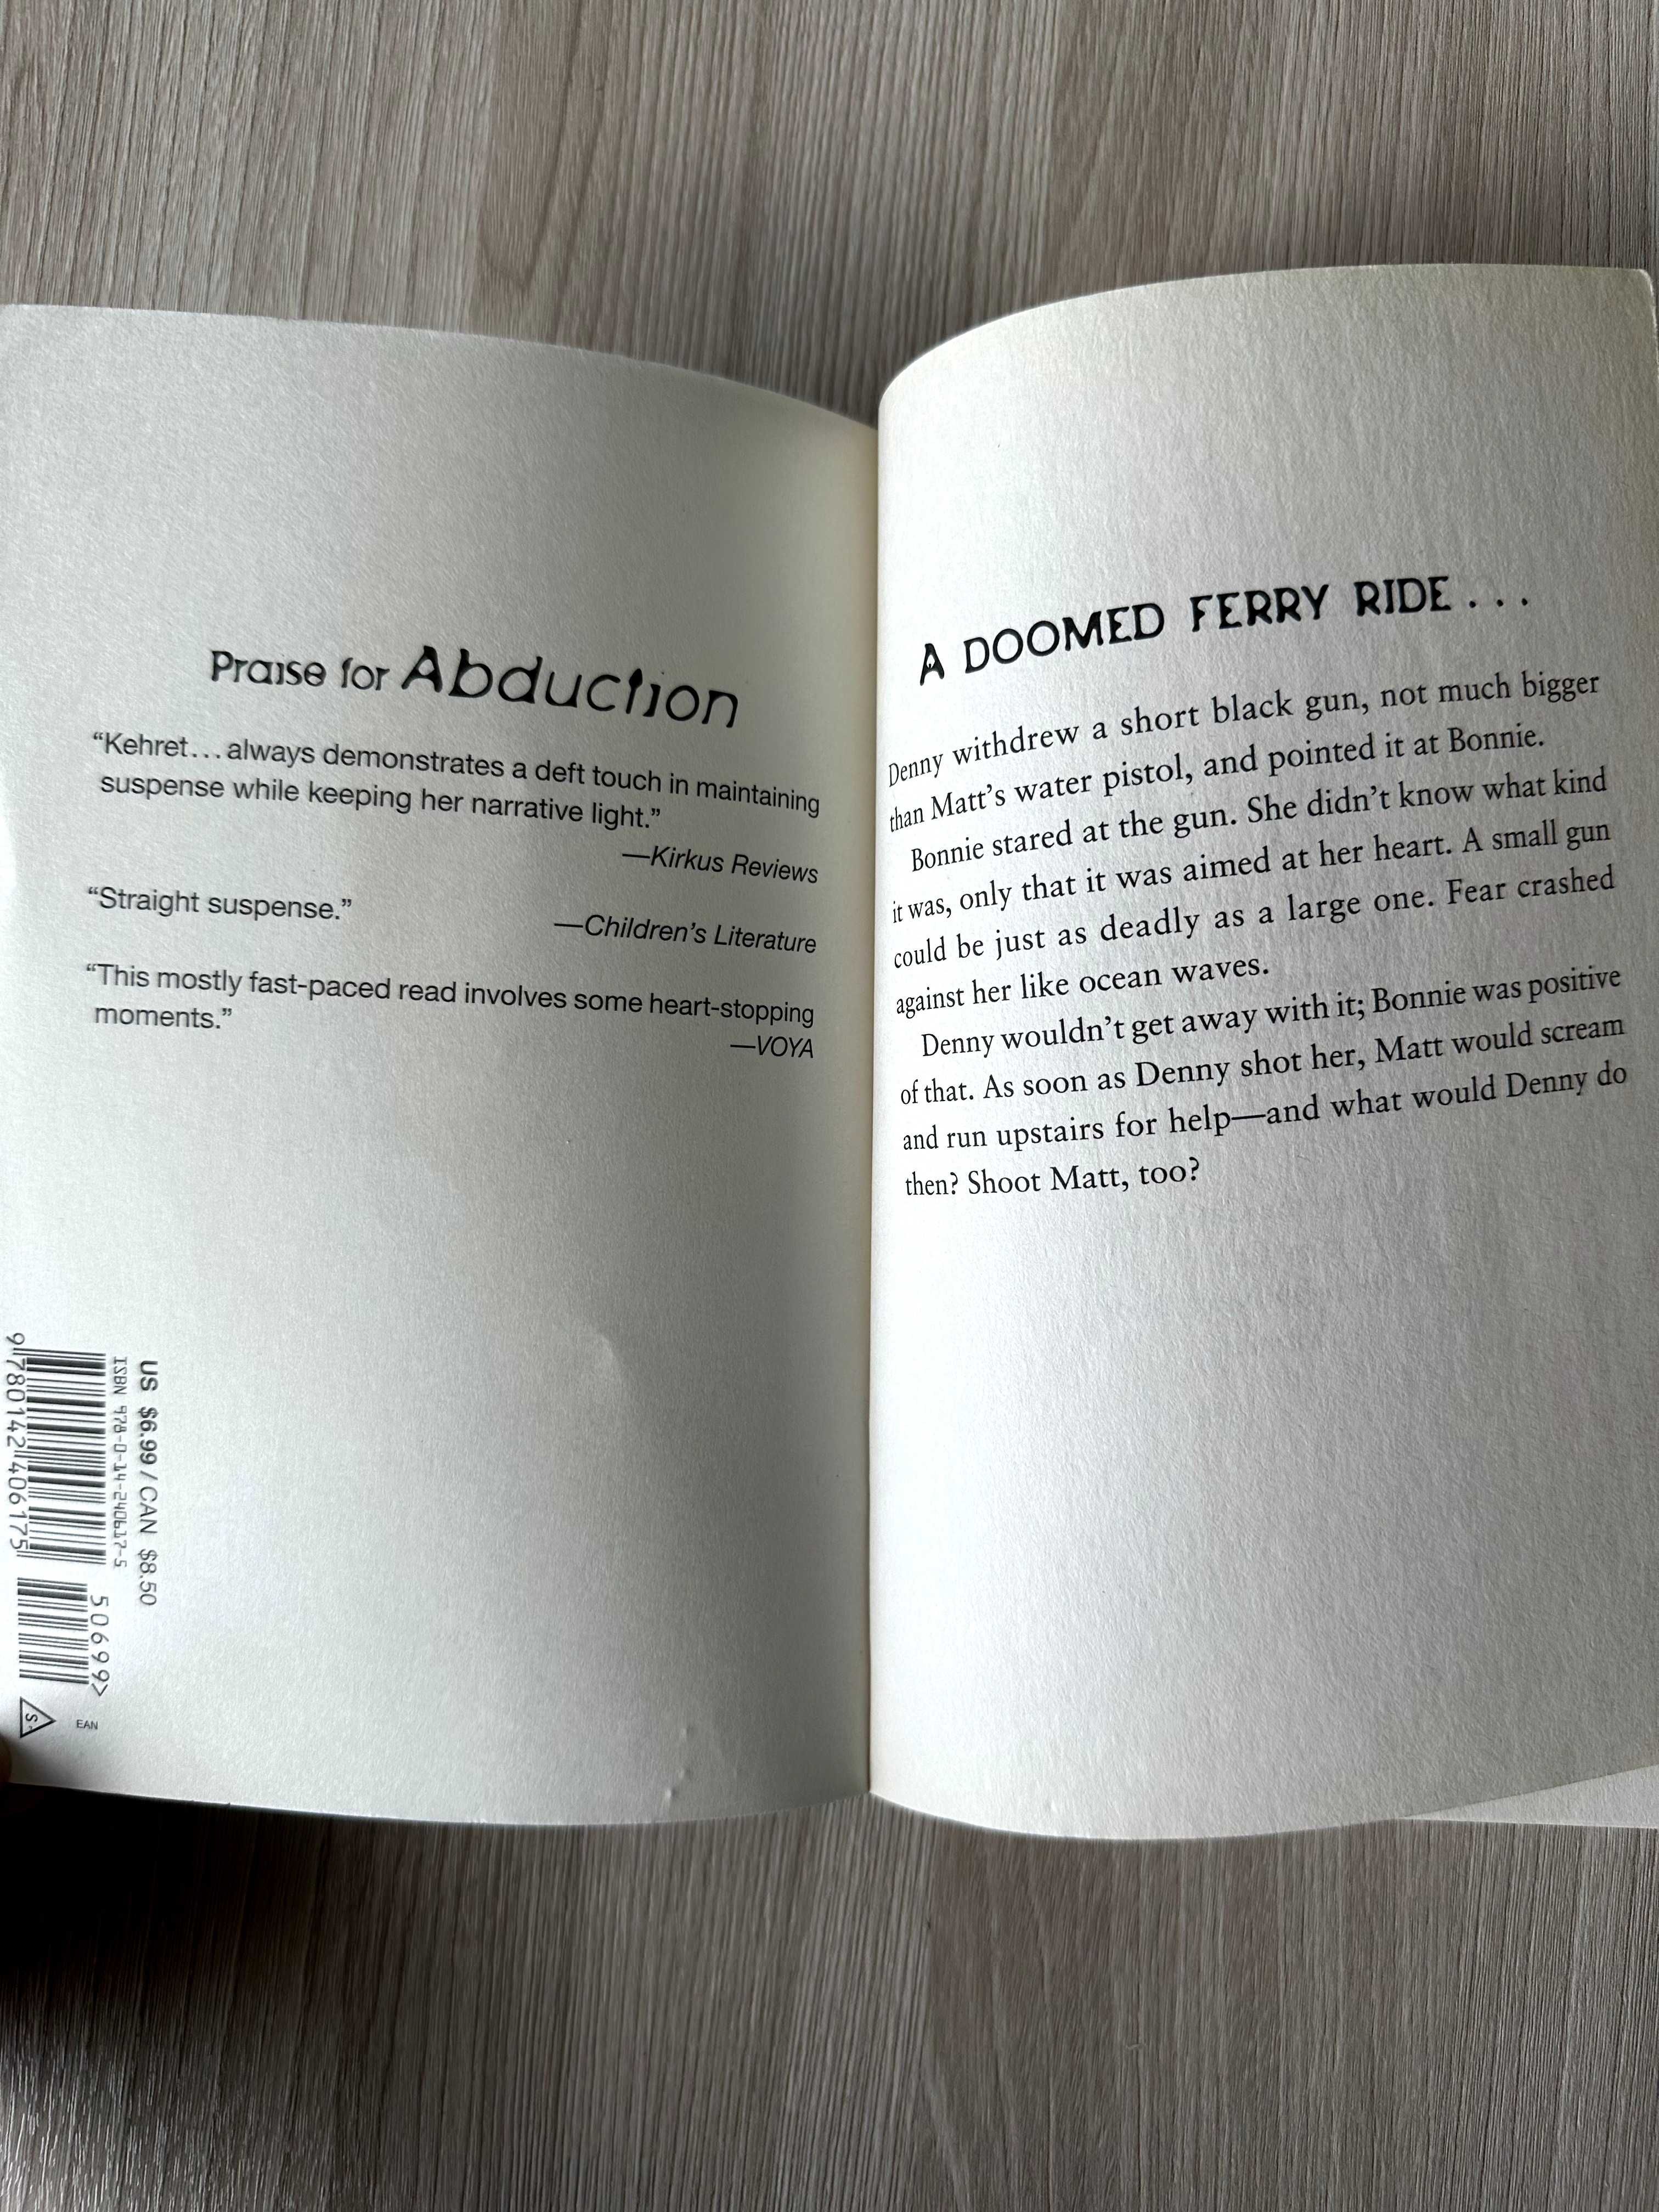 Praise for Abduction
“Kehret...always demonstrates a deft touch in maintaining
suspense while keeping her narrative light.”
—Kirkus Reviews
“Straight suspense.”
—Children’s Literature
“This mostly fast-paced read involves some heart-stopping
moments.”
—VOYA
US $6.99 / CAN $8.50
ISBN 978-0-14-240617-5
9 780142 406175
50699>
EAN
S
A DOOMED FERRY RIDE . . .
Denny withdrew a short black gun, not much bigger
than Matt’s water pistol, and pointed it at Bonnie.
Bonnie stared at the gun. She didn’t know what kind
it was, only that it was aimed at her heart. A small gun
could be just as deadly as a large one. Fear crashed
against her like ocean waves.
Denny wouldn’t get away with it; Bonnie was positive
of that. As soon as Denny shot her, Matt would scream
and run upstairs for help—and what would Denny do
then? Shoot Matt, too?